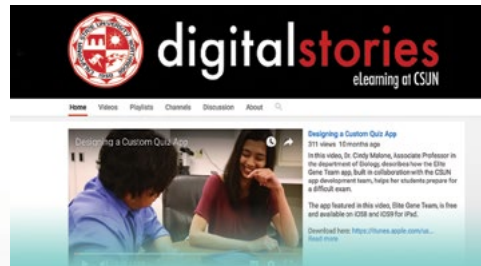 digitalstories
eLearning at CSUN
Home Videos Playlists Channels Discussion About
Designing a Custom Quiz App
Designing a Custom Quiz App
311 views 10 months ago
In this video, Dr. Cindy Malone, Associate Professor in
the department of Biology, describes how the Elite
Gene Team app, built in collaboration with the CSUN
app development team, helps her students prepare for
a difficult exam.
The app featured in this video, Elite Gene Team, is free
and available on iOS8 and iOS9 for iPad.
Download here: https://itunes.apple.com/us...
Read more